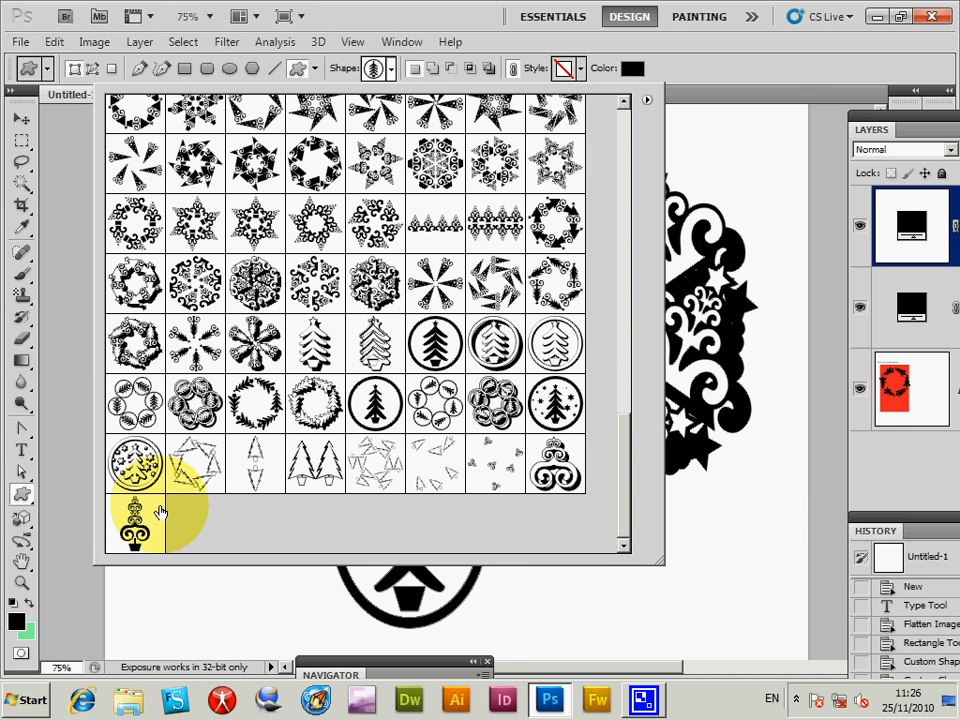 Ps
Br
Mb
75%
ESSENTIALS
DESIGN
PAINTING
CS Live
File
Edit
Image
Layer
Select
Filter
Analysis
3D
View
Window
Help
Shape:
Style:
Color:
Untitled-
LAYERS
Normal
Lock:
HISTORY
Untitled-1
New
Type Tool
Flatten Image
Rectangle Too
Custom Shap
75%
Exposure works in 32-bit only
NAVIGATOR
Start
FS
Dw
Ai
Id
Ps
Fw
EN
11:26
25/11/2010